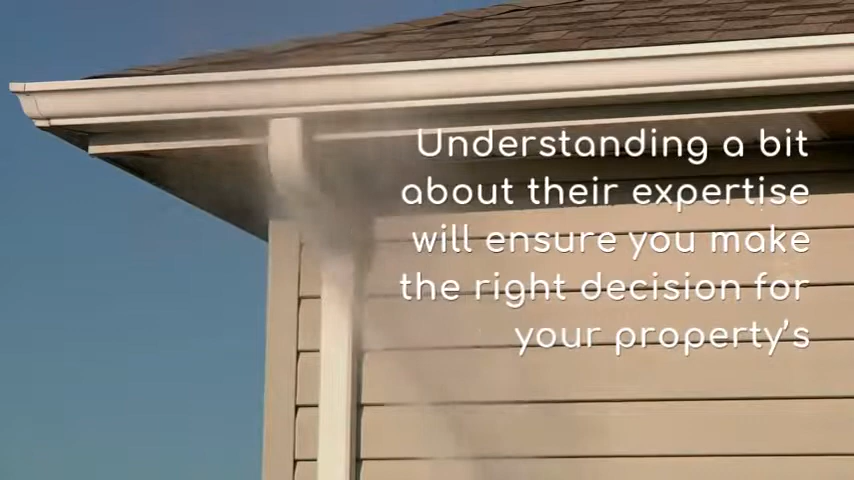 Understanding a bit
about their expertise
will ensure you make
the right decision for
your property's